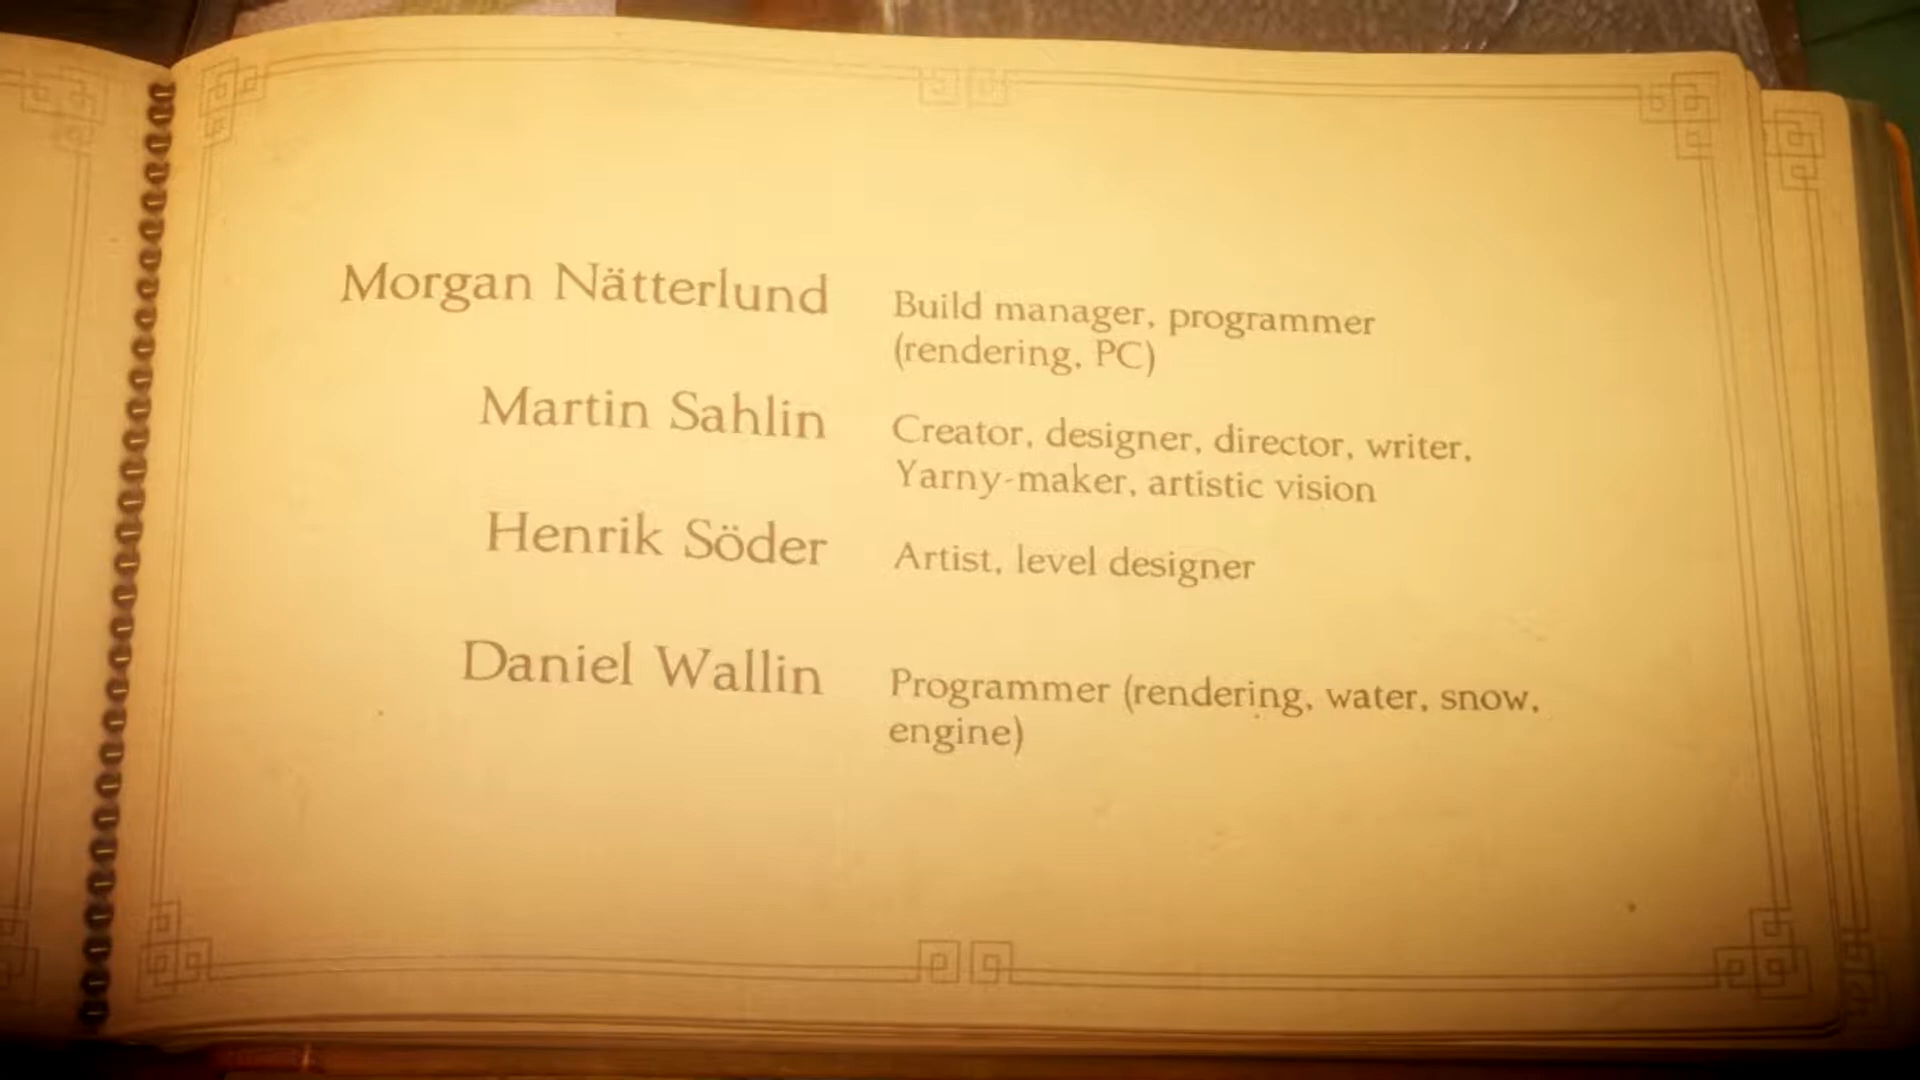 Morgan Nätterlund
Build manager, programmer
(rendering, PC)
Martin Sahlin
Creator, designer, director, writer,
Yarny-maker, artistic vision
Henrik Söder
Artist, level designer
Daniel Wallin
Programmer (rendering, water, snow,
engine)